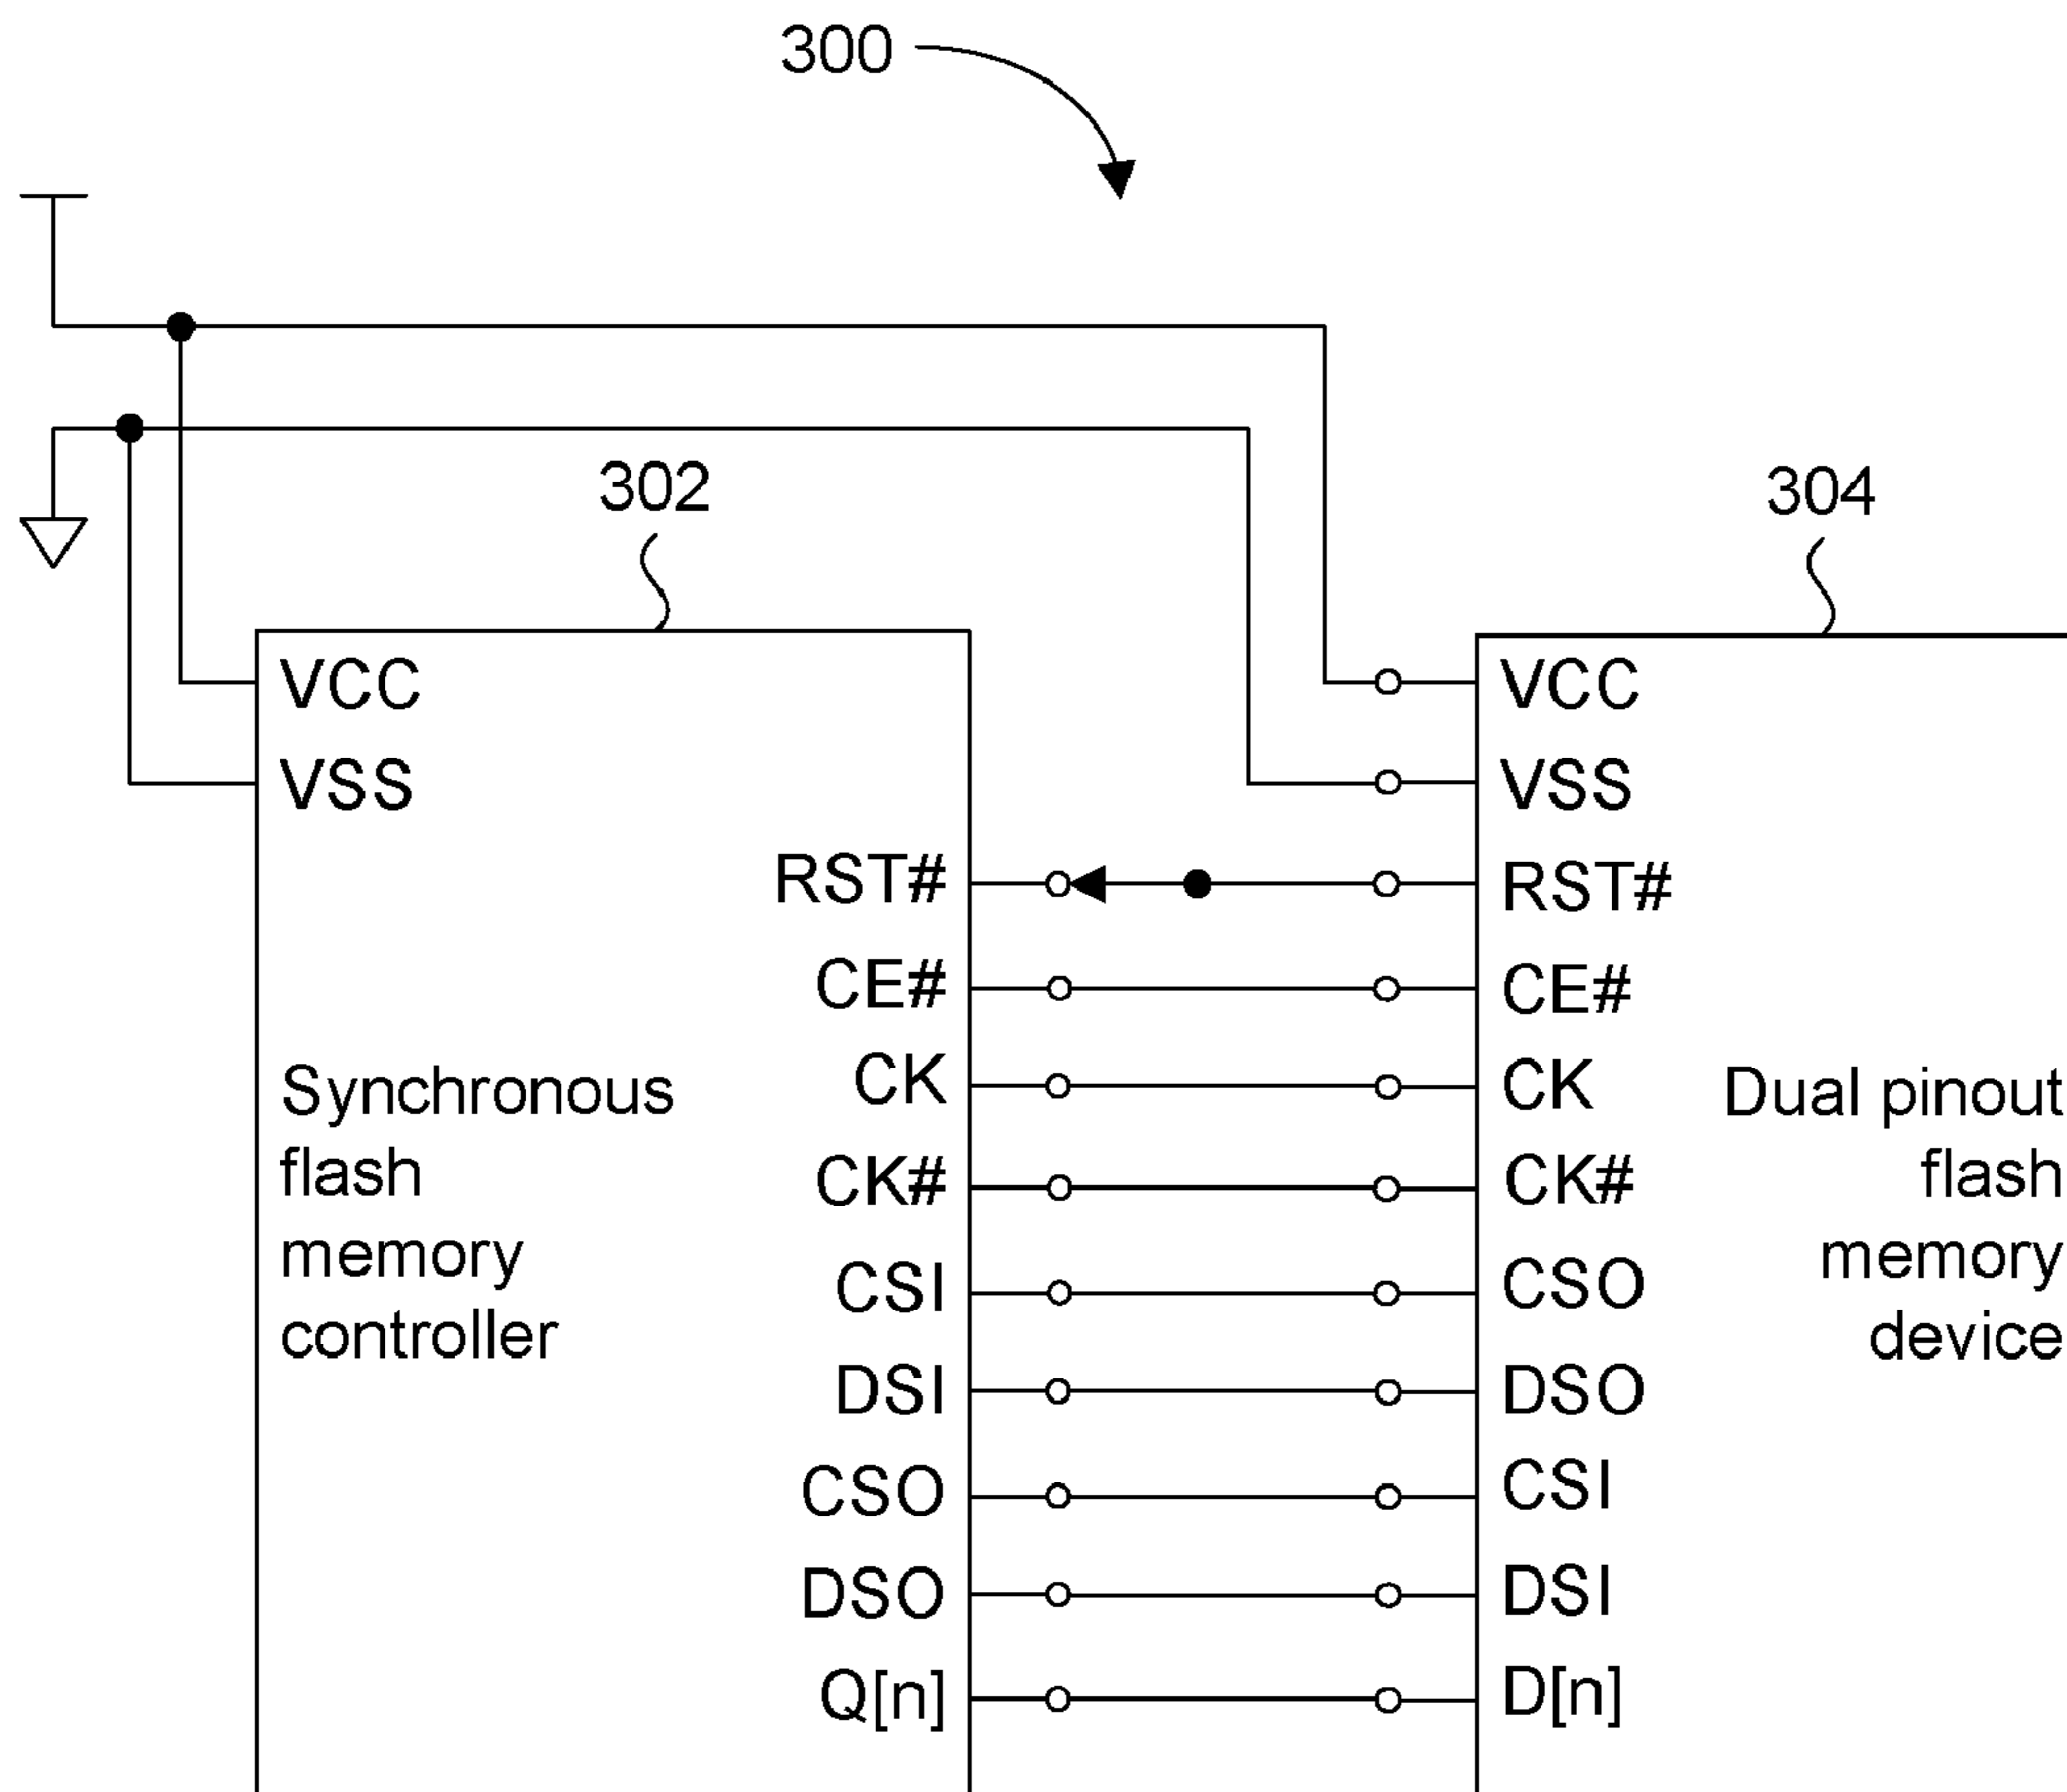 300
302
304
VCC
VSS
RST#
CE#
CK
CK#
CSI
DSI
CSO
DSO
Q[n]
Synchronous
flash
memory
controller
VCC
VSS
RST#
CE#
CK
CK#
CSO
DSO
CSI
DSI
D[n]
Dual pinout
flash
memory
device